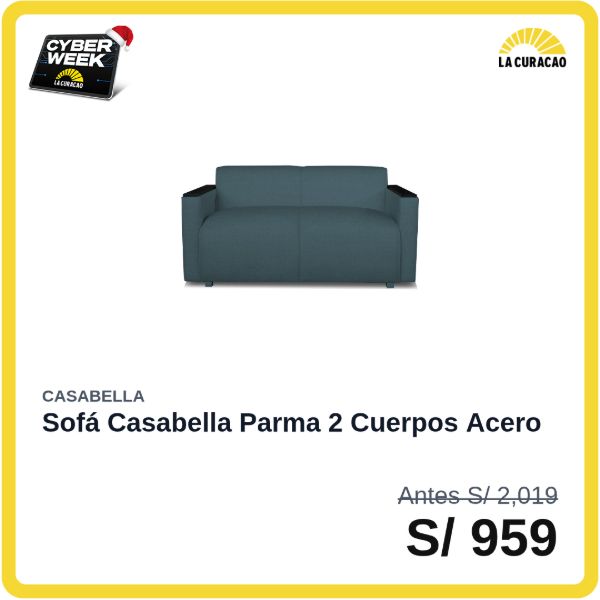 CYBER
WEEK
LA CURACAO
LA CURACAO
CASABELLA
Sofá Casabella Parma 2 Cuerpos Acero
Antes S/ 2,019
S/ 959